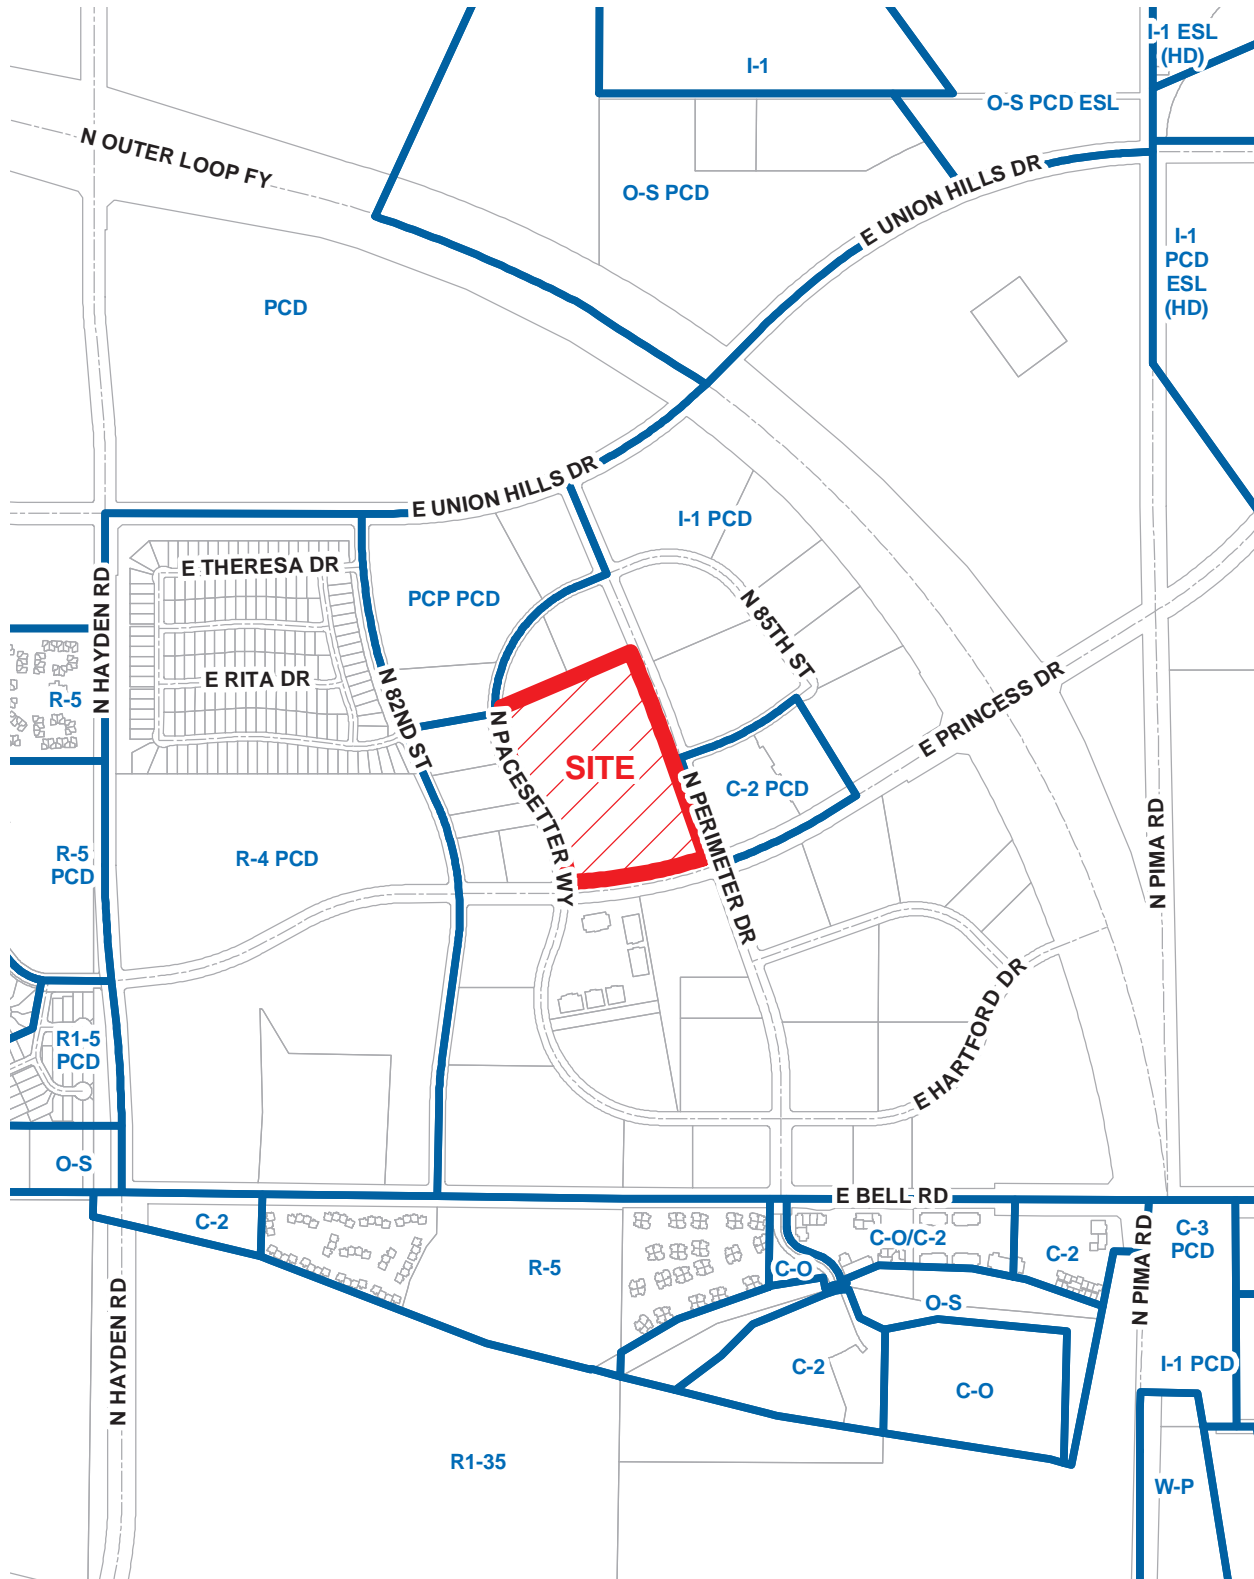 I-1 ESL
(HD)
I-1
O-S PCD ESL
N OUTER LOOP FY
O-S PCD
E UNION HILLS DR
I-1
PCD
ESL
(HD)
PCD
E UNION HILLS DR
I-1 PCD
E THERESA DR
PCP PCD
N 85TH ST
N HAYDEN RD
E RITA DR
R-5
N 82ND ST
N PACESETTER WY
SITE
E PRINCESS DR
C-2 PCD
N PERIMETER DR
N PIMA RD
R-5
PCD
R-4 PCD
E HARTFORD DR
R1-5
PCD
O-S
E BELL RD
C-2
C-O/C-2
C-2
C-3
PCD
N PIMA RD
R-5
C-O
O-S
N HAYDEN RD
C-2
C-O
I-1 PCD
R1-35
W-P